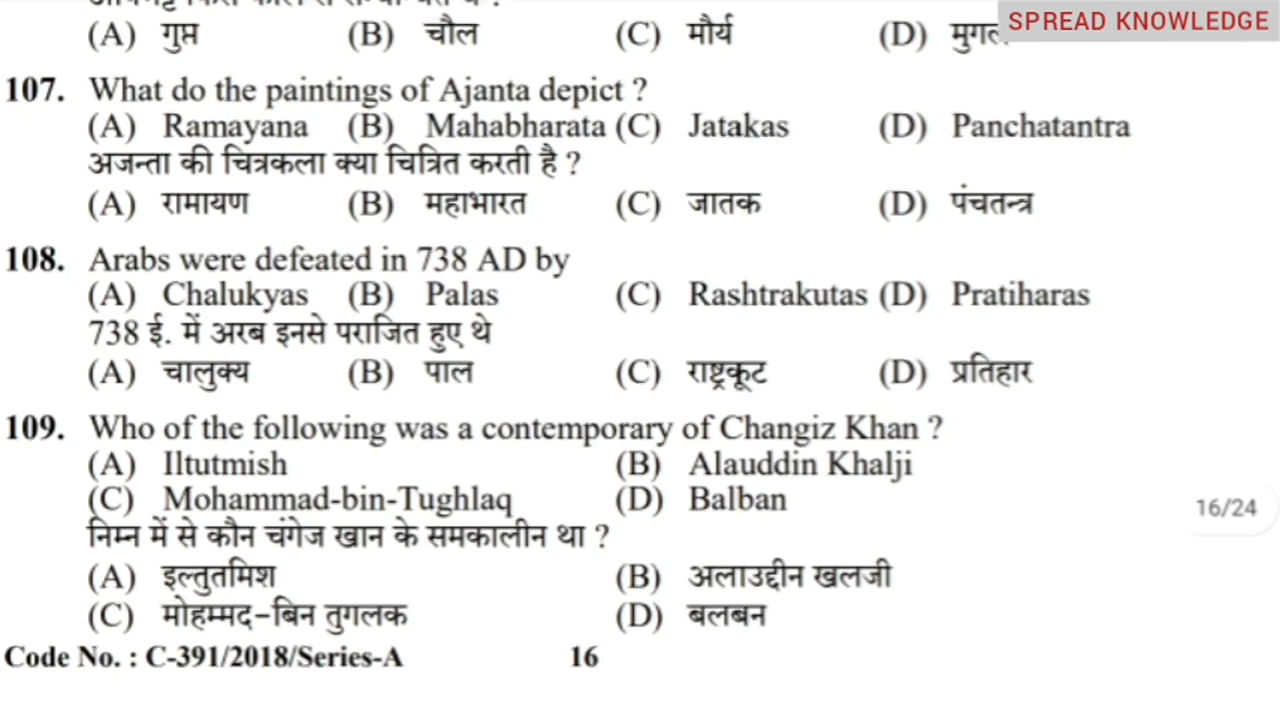 (A) गुप्त (B) चौल (C) मौर्य (D)
SPREAD KNOWLEDGE
107. What do the paintings of Ajanta depict ?
(A) Ramayana (B) Mahabharata (C) Jatakas (D) Panchatantra
अजन्ता की चित्रकला क्या चित्रित करती है ?
(A) रामायण (B) महाभारत (C) जातक (D) पंचतन्त्र
108. Arabs were defeated in 738 AD by
(A) Chalukyas (B) Palas (C) Rashtrakutas (D) Pratiharas
738 ई. में अरब इनसे पराजित हुए थे
(A) चालुक्य (B) पाल (C) राष्ट्रकूट (D) प्रतिहार
109. Who of the following was a contemporary of Changiz Khan ?
(A) Iltutmish (B) Alauddin Khalji
(C) Mohammad-bin-Tughlaq (D) Balban
16/24
निम्न में से कौन चंगेज खान के समकालीन था ?
(A) इल्तुतमिश (B) अलाउद्दीन खलजी
(C) मोहम्मद-बिन तुगलक (D) बलबन
Code No. : C-391/2018/Series-A 16